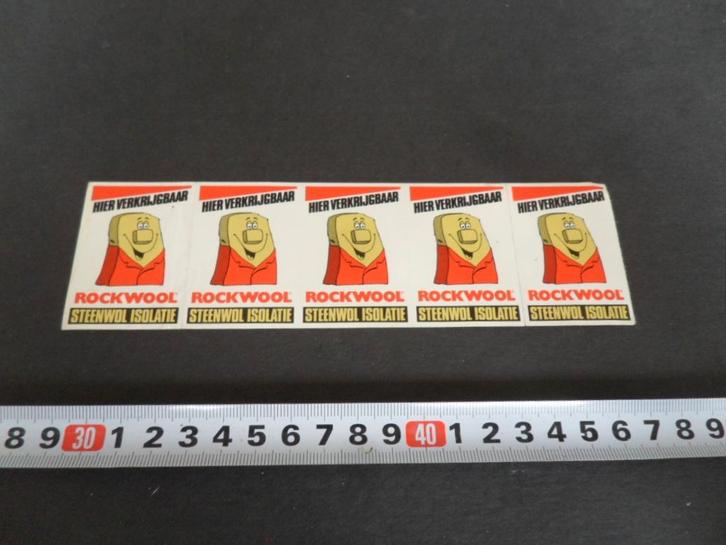 HIER VERKRIJGBAAR
ROCKWOOL
STEENWOL ISOLATIE
HIER VERKRIJGBAAR
ROCKWOOL
STEENWOL ISOLATIE
HIER VERKRIJGBAAR
ROCKWOOL
STEENWOL ISOLATIE
HIER VERKRIJGBAAR
ROCKWOOL
STEENWOL ISOLATIE
HIER VERKRIJGBAAR
ROCKWOOL
STEENWOL ISOLATIE
8 9 30 1 2 3 4 5 6 7 8 9 40 1 2 3 4 5 6 7 8 9